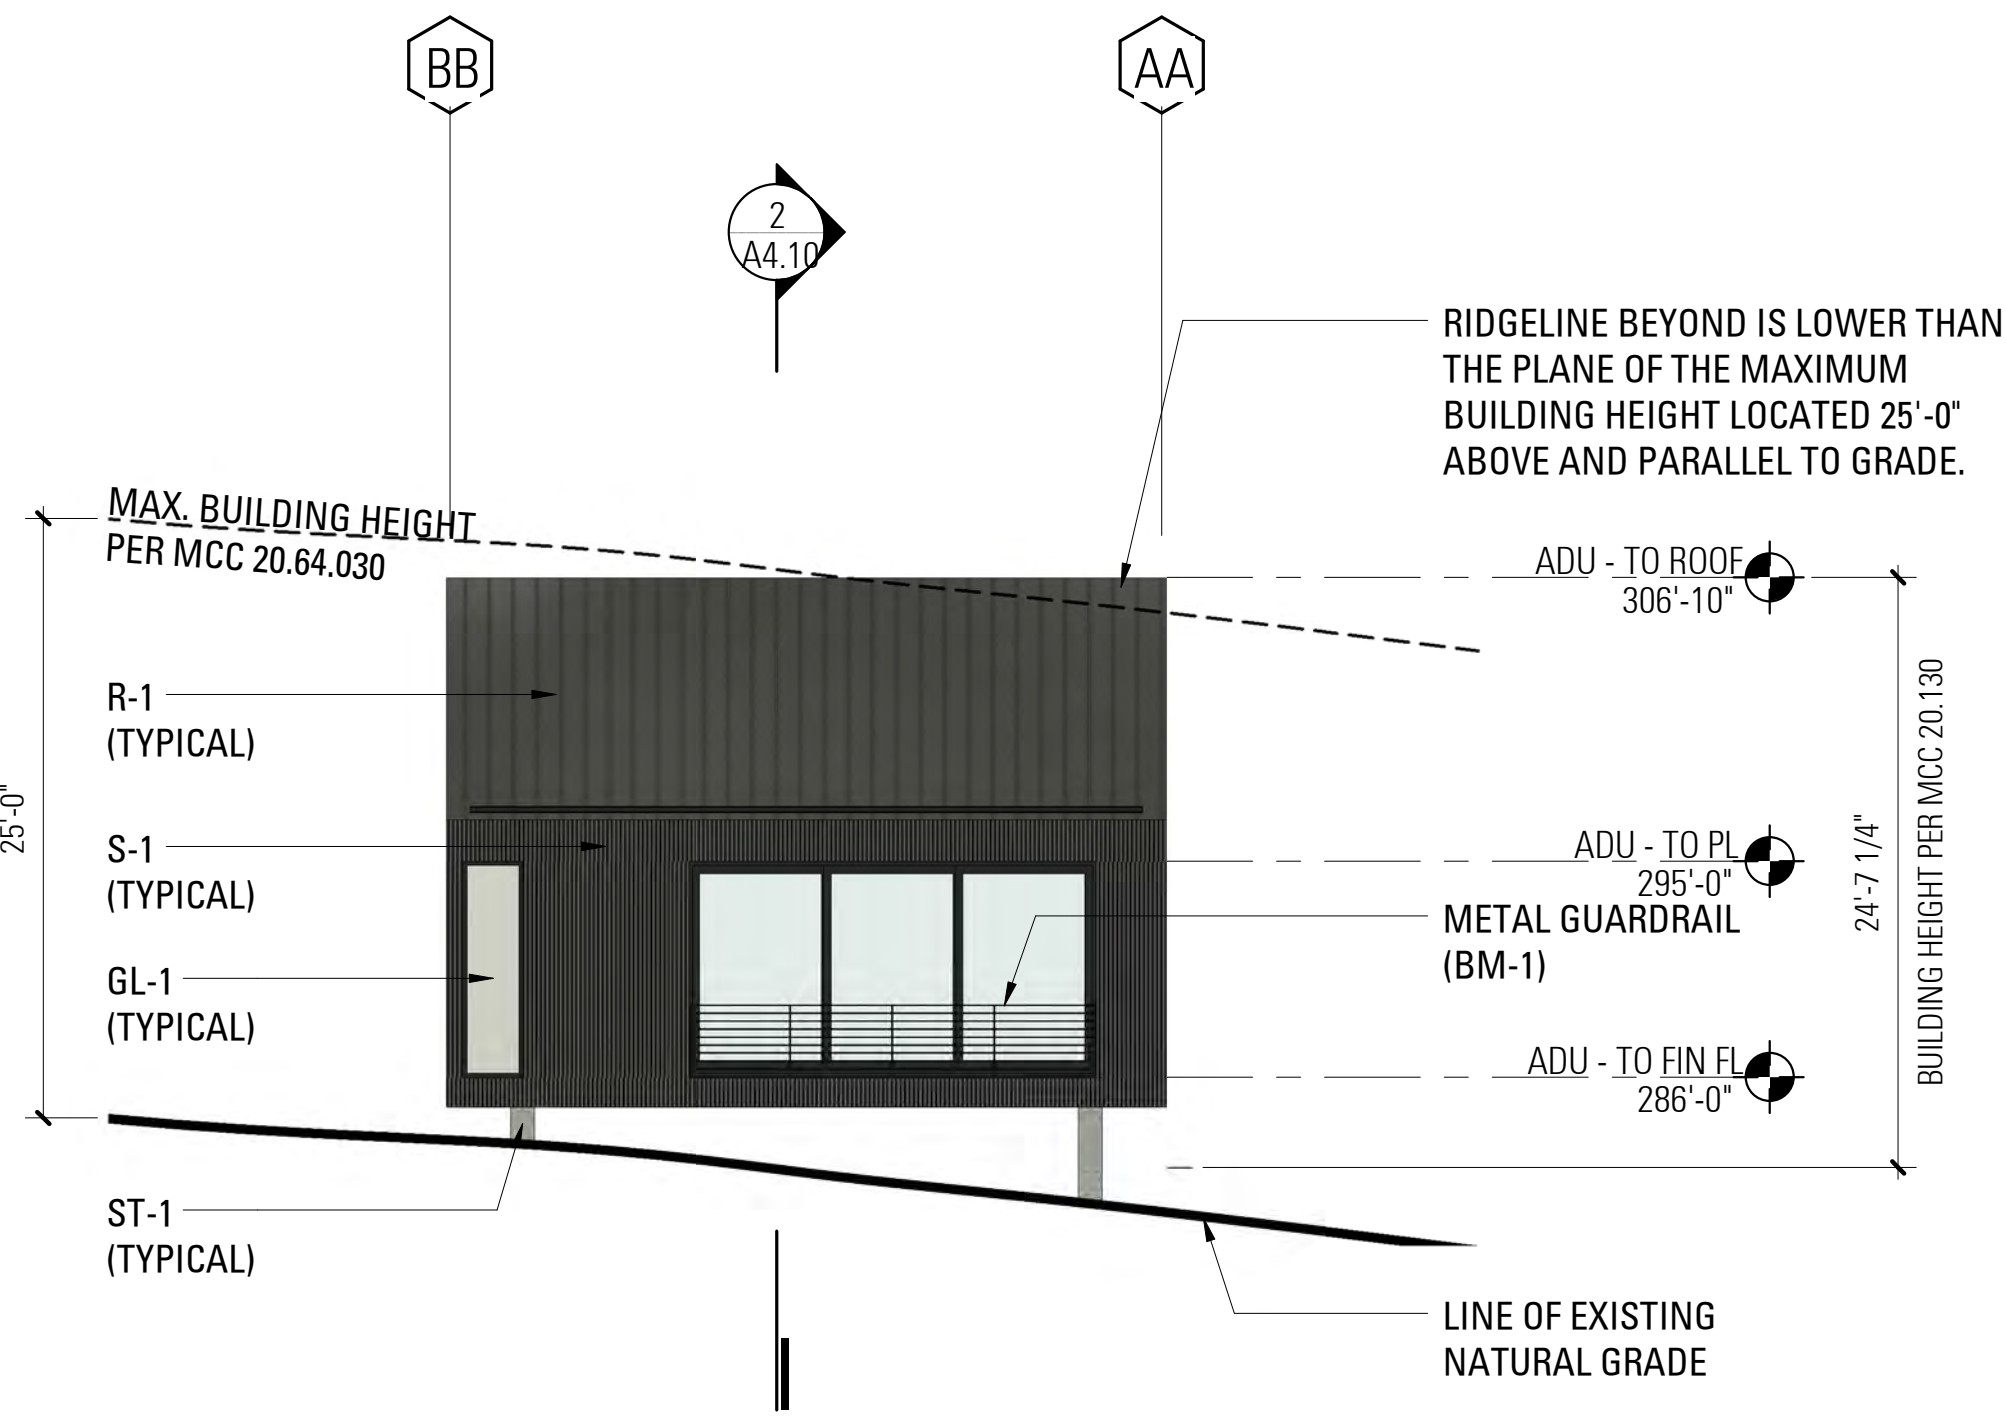 BB
AA
2
A4.10
RIDGELINE BEYOND IS LOWER THAN
THE PLANE OF THE MAXIMUM
BUILDING HEIGHT LOCATED 25'-0"
ABOVE AND PARALLEL TO GRADE.
MAX. BUILDING HEIGHT
PER MCC 20.64.030
ADU - TO ROOF
306'-10"
R-1
(TYPICAL)
25'-0"
S-1
(TYPICAL)
ADU - TO PL
295'-0"
METAL GUARDRAIL
(BM-1)
24'-7 1/4"
BUILDING HEIGHT PER MCC 20.130
GL-1
(TYPICAL)
ADU - TO FIN FL
286'-0"
ST-1
(TYPICAL)
LINE OF EXISTING
NATURAL GRADE